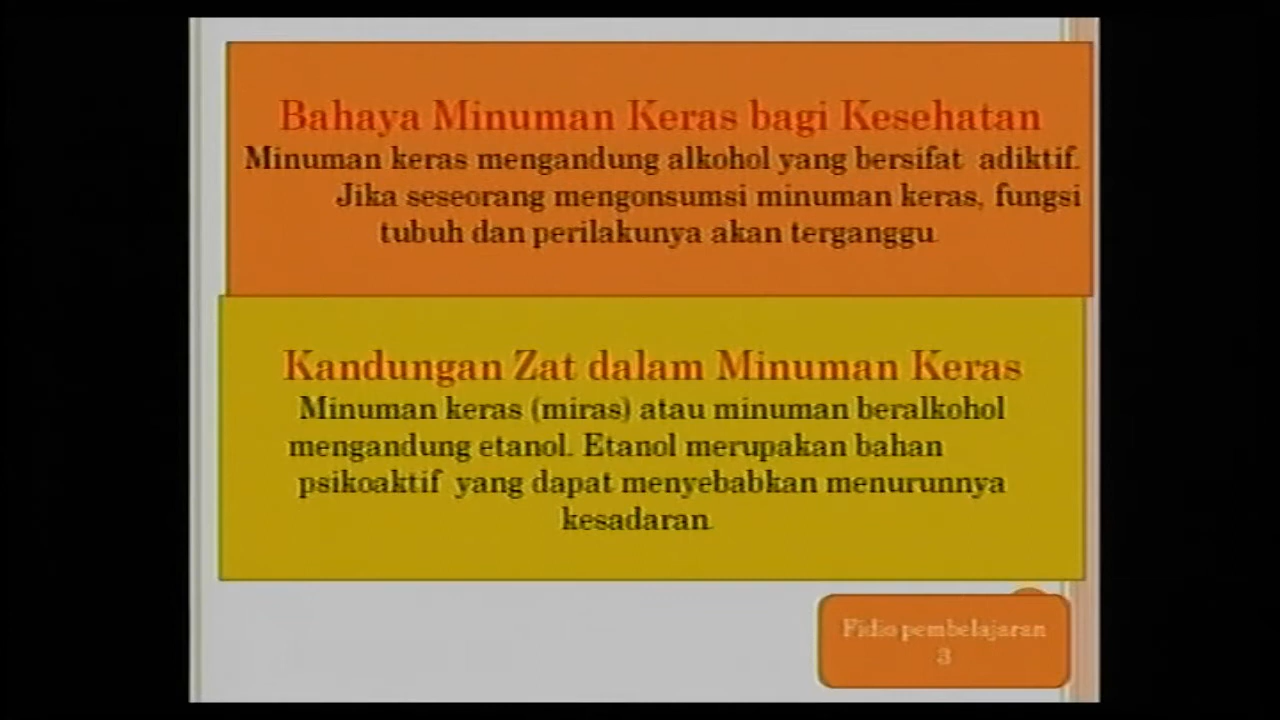 Bahaya Minuman Keras bagi Kesehatan
Minuman keras mengandung alkohol yang bersifat adiktif.
Jika seseorang mengonsumsi minuman keras, fungsi
tubuh dan perilakunya akan terganggu
Kandungan Zat dalam Minuman Keras
Minuman keras (miras) atau minuman beralkohol
mengandung etanol. Etanol merupakan bahan
psikoaktif yang dapat menyebabkan menurunnya
kesadaran
Fidio pembelajaran
3